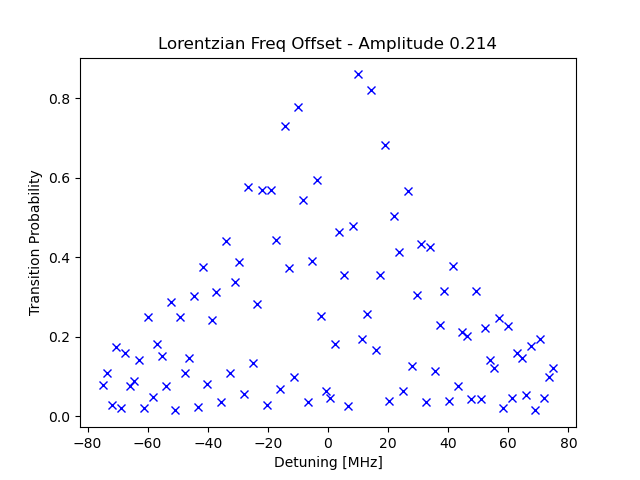 Lorentzian Freq Offset - Amplitude 0.214
Transition Probability
0.8
0.6
0.4
0.2
0.0
−80 −60 −40 −20 0 20 40 60 80
Detuning [MHz]